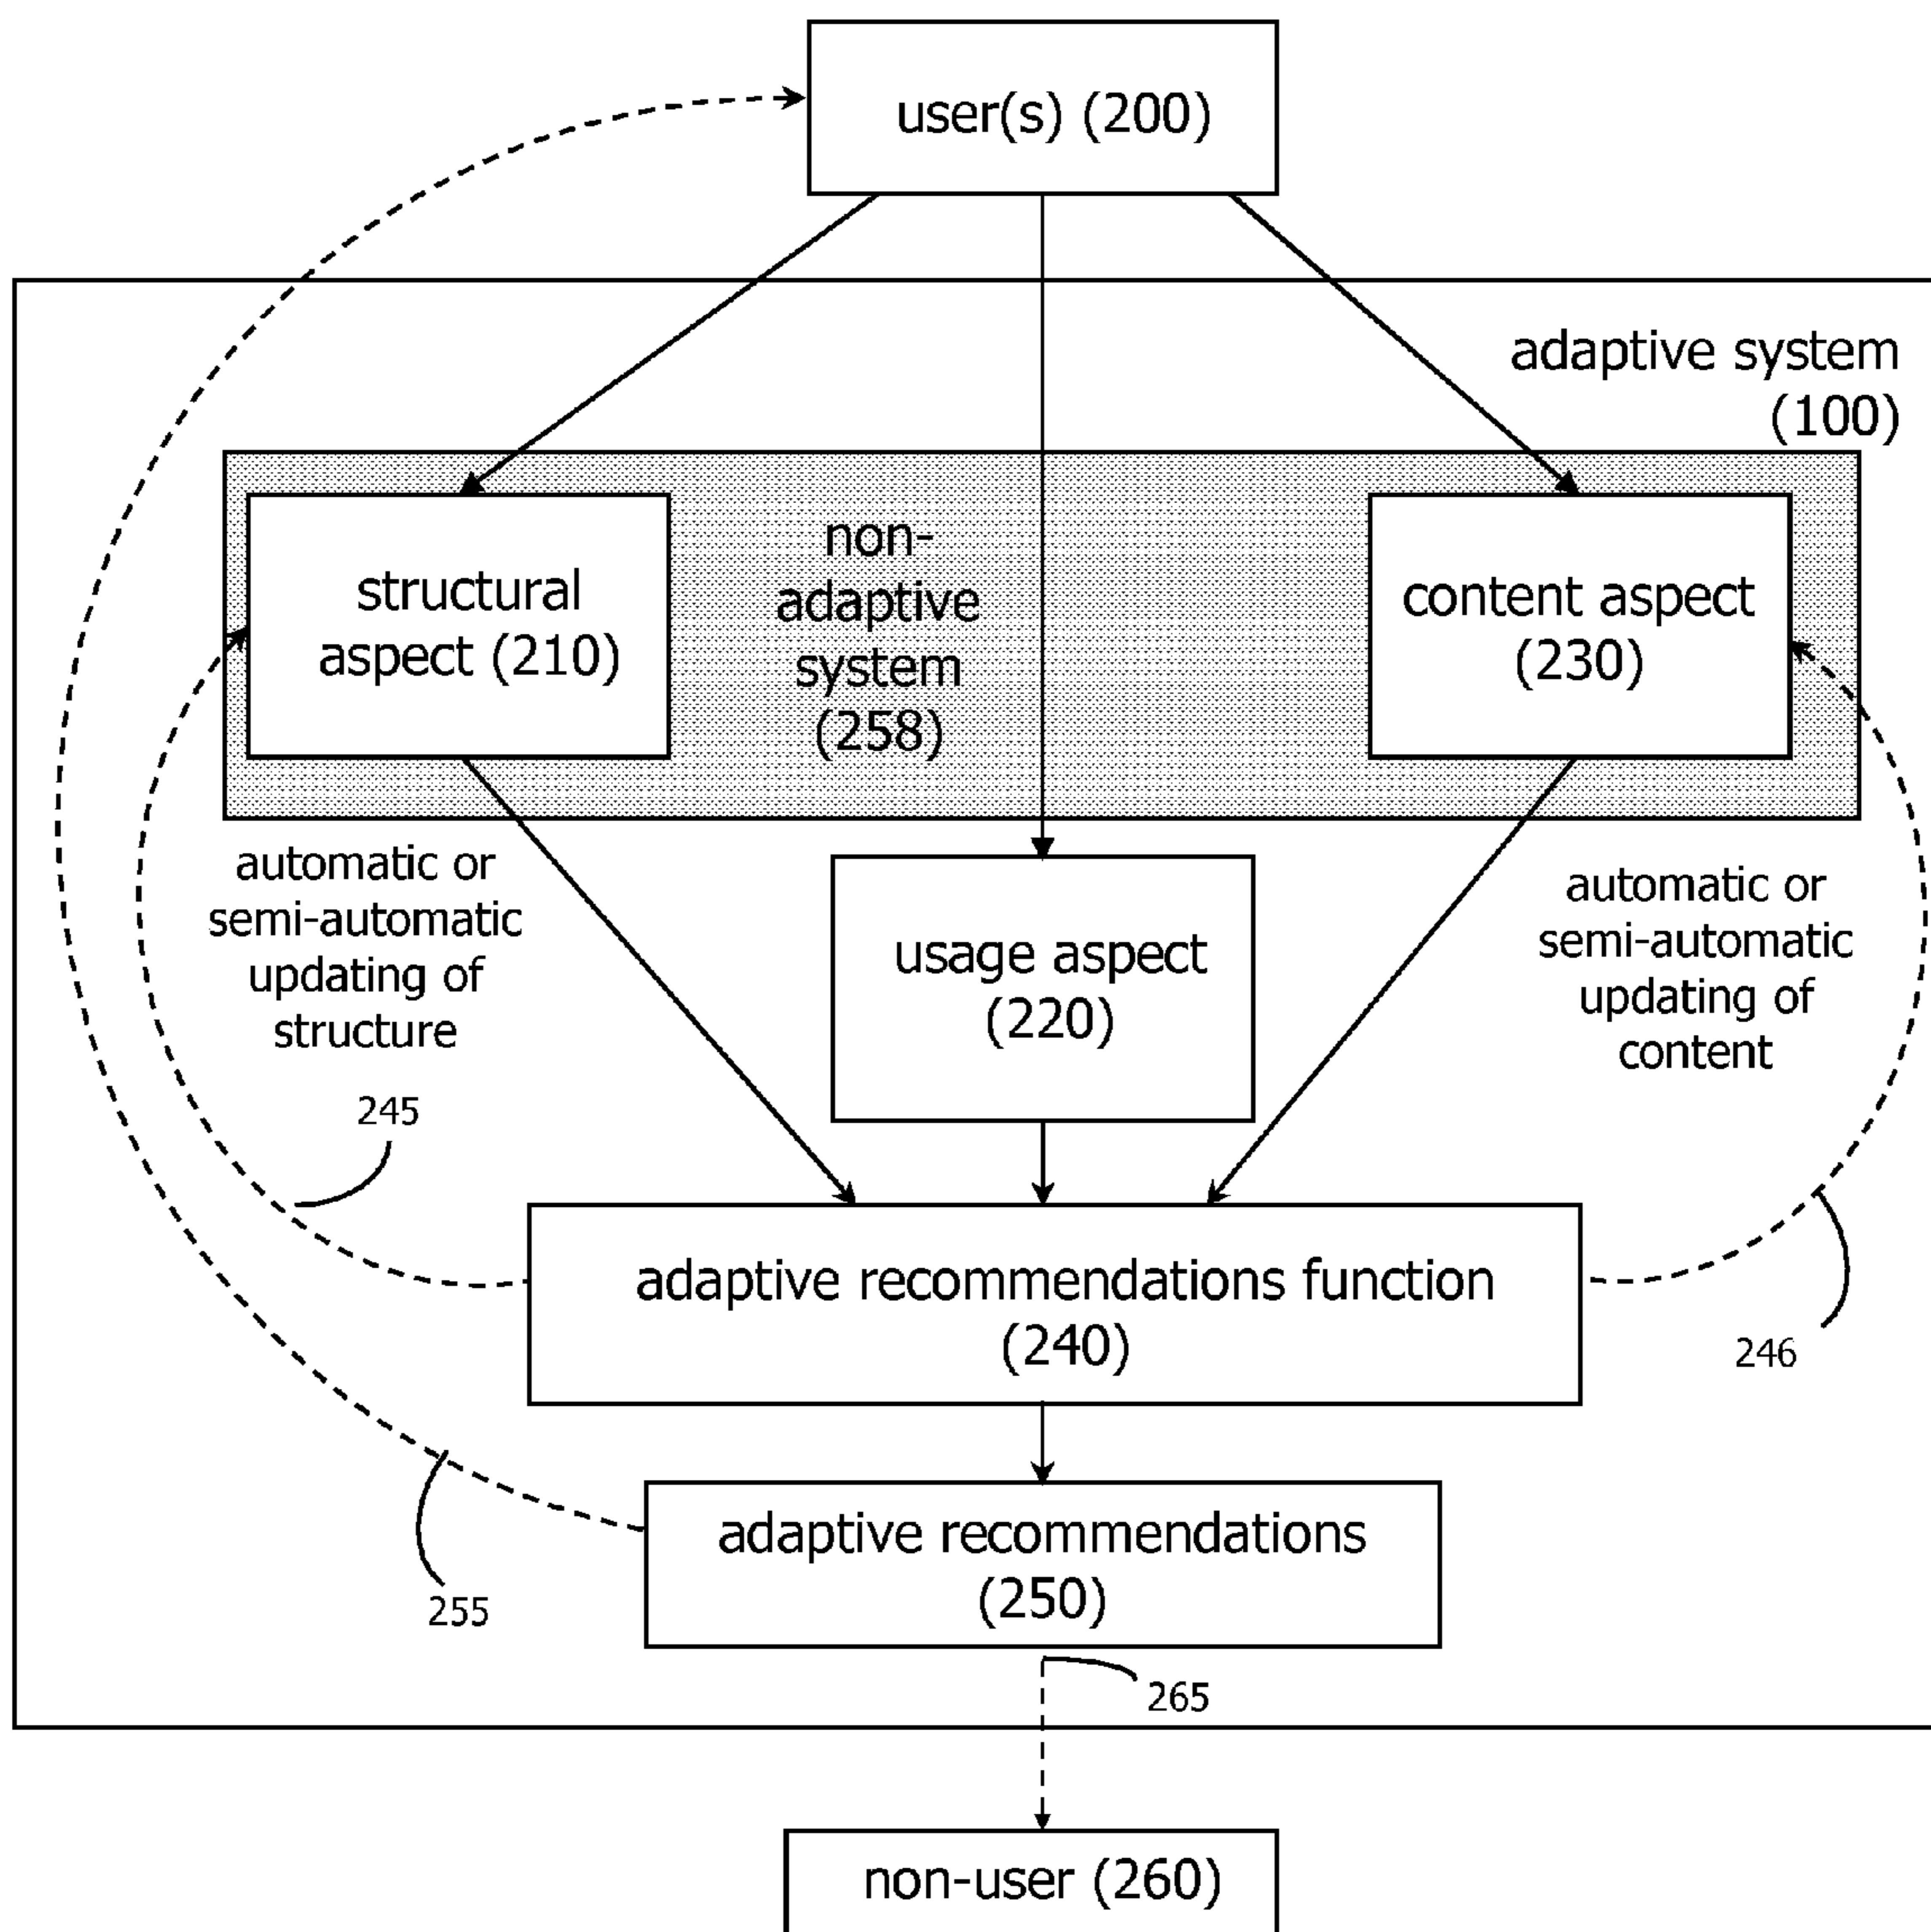 user(s) (200)
adaptive system
(100)
non-
adaptive
system
(258)
structural
aspect (210)
content aspect
(230)
automatic or
semi-automatic
updating of
structure
usage aspect
(220)
automatic or
semi-automatic
updating of
content
245
adaptive recommendations function
(240)
246
adaptive recommendations
(250)
255
265
non-user (260)